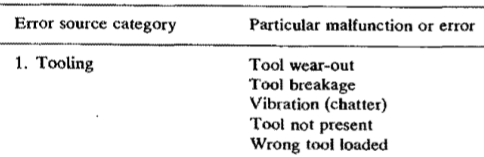 Error source category Particular malfunction or error
1. Tooling Tool wear-out
Tool breakage
Vibration (chatter)
Tool not present
Wrong tool loaded